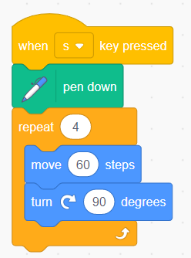 when s key pressed
pen down
repeat 4
move 60 steps
turn 90 degrees